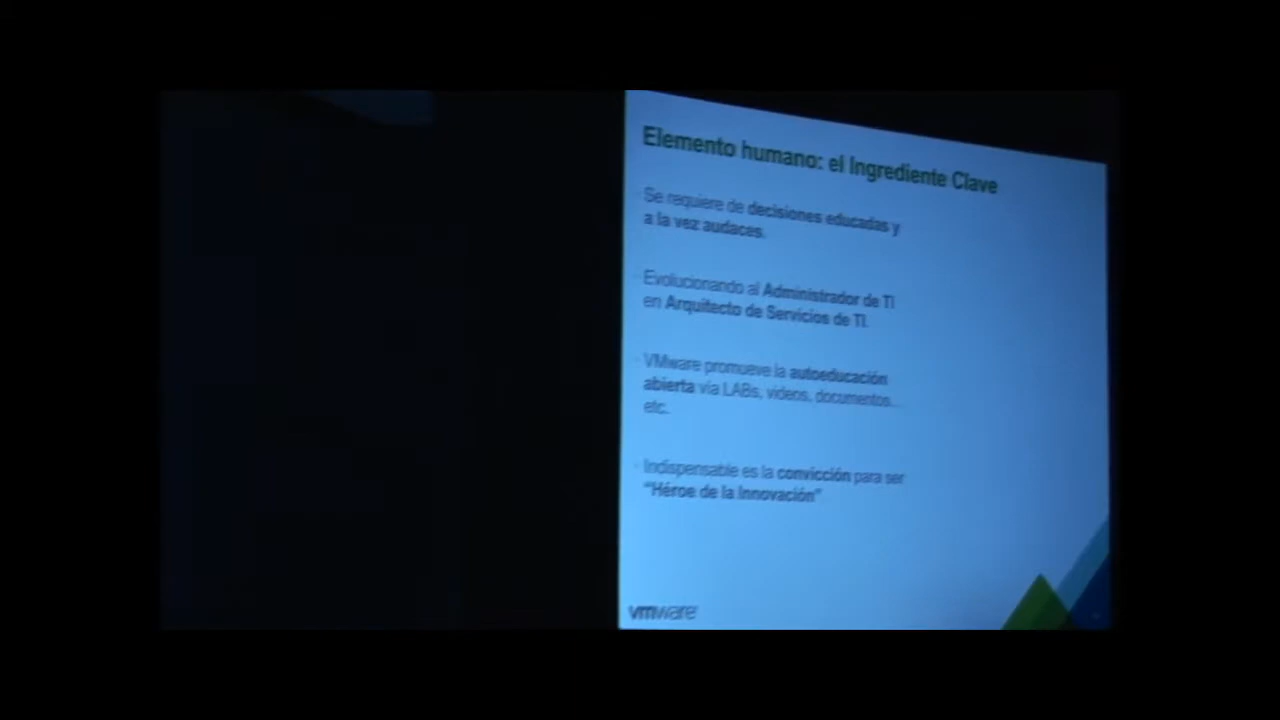 Elemento humano: el Ingrediente Clave
Se requiere de decisiones educadas y
a la vez audaces.
Evolucionando al Administrador de TI
en Arquitecto de Servicios de TI.
VMware promueve la autoeducación
abierta via LABs, videos, documentos...
etc.
Indispensable es la convicción para ser
"Héroe de la Innovación"
vmware